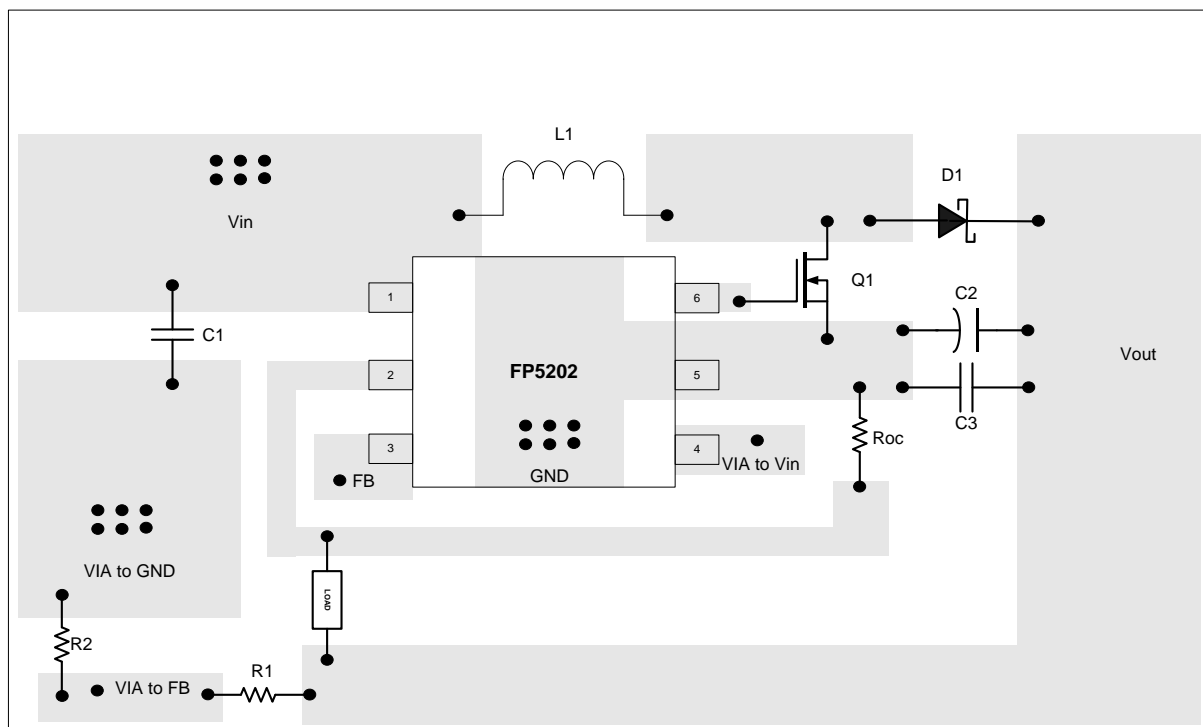 L1
D1
Vin
Q1
C2
1
6
C1
Vout
2
FP5202
5
C3
Roc
3
4
VIA to Vin
FB
GND
VIA to GND
LOAD
R2
R1
VIA to FB